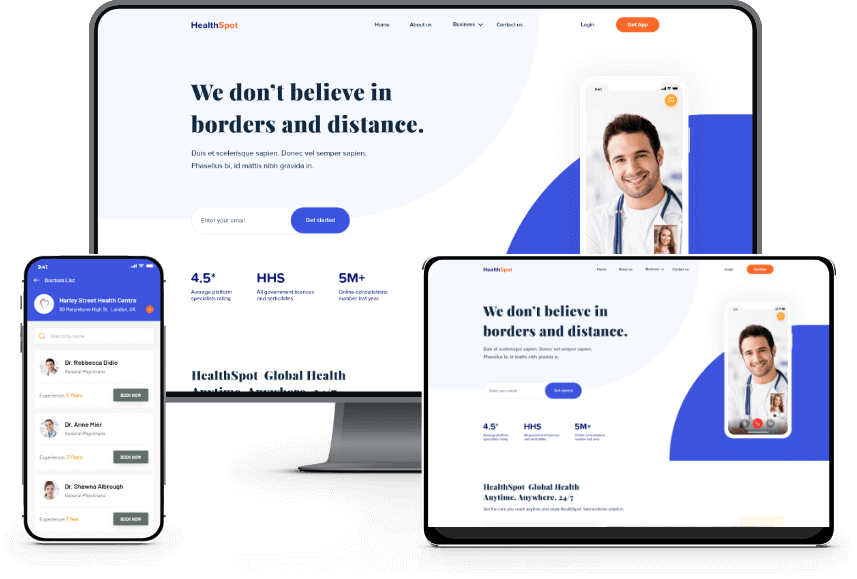 HealthSpot
Home About us Business Contact us Login Get App
We don’t believe in
borders and distance.
Duis et scelerisque sapien. Donec vel semper sapien.
Phasellus bi, id mattis nibh gravida in.
Enter your email Get started
4.5* HHS 5M+
Average platform All government licences Online-consultations
specialists rating and sertidicates number last year.
HealthSpot Global Health
Anytime. Anywhere. 24/7
9:41
9:41
Doctors List
Harley Street Health Centre
80 Marylebone High St, London, UK
Search by name
Dr. Rebbecca Didio
General Physicians
Experience: 5 Years BOOK NOW
Dr. Anne Mier
General Physicians
Experience: 3 Years BOOK NOW
Dr. Shawna Albrough
General Physicians
Experience: 1 Year BOOK NOW
HealthSpot
Home About us Business Contact us Login Get App
We don’t believe in
borders and distance.
Duis et scelerisque sapien. Donec vel semper sapien.
Phasellus bi, id mattis nibh gravida in.
Enter your email Get started
4.5* HHS 5M+
Average platform All government licences Online-consultations
specialists rating and sertidicates number last year.
HealthSpot Global Health
Anytime. Anywhere. 24/7
Get the care you need anytime and anywhere HealthSpot telemedicine solution.